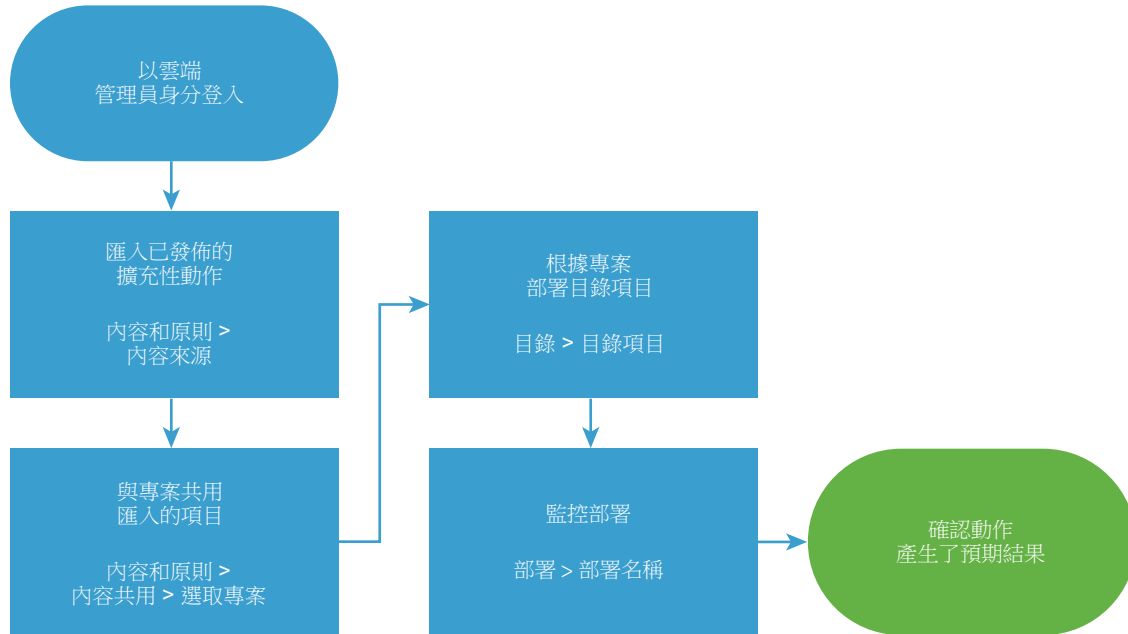 以雲端
管理員身分登入
匯入已發佈的
擴充性動作
內容和原則 >
內容來源
與專案共用
匯入的項目
內容和原則 >
內容共用 > 選取專案
根據專案
部署目錄項目
目錄 > 目錄項目
監控部署
部署 > 部署名稱
確認動作
產生了預期結果